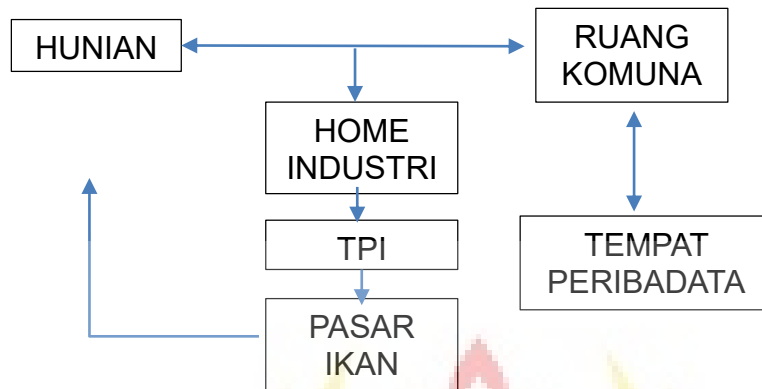 HUNIAN
RUANG
KOMUNA
HOME
INDUSTRI
TPI
TEMPAT
PERIBADATA
PASAR
IKAN